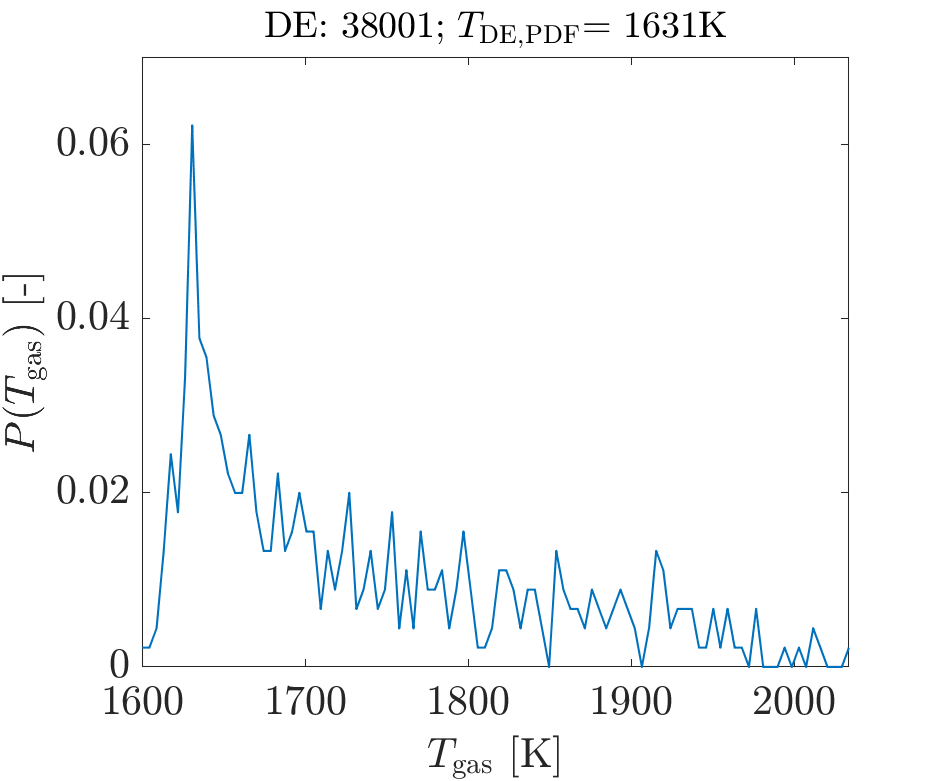 DE: 38001; T_DE,PDF= 1631K
0.06
0.04
0.02
0
P(T_gas) [-]
1600 1700 1800 1900 2000
T_gas [K]